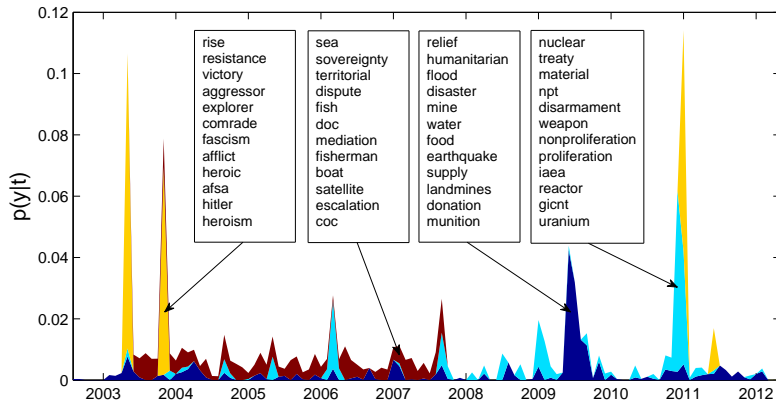 0.12
0.1
0.08
0.06
0.04
0.02
0
p(y|t)
rise
resistance
victory
aggressor
explorer
comrade
fascism
afflict
heroic
afsa
hitler
heroism
sea
sovereignty
territorial
dispute
fish
doc
mediation
fisherman
boat
satellite
escalation
coc
relief
humanitarian
flood
disaster
mine
water
food
earthquake
supply
landmines
donation
munition
nuclear
treaty
material
npt
disarmament
weapon
nonproliferation
proliferation
iaea
reactor
gicnt
uranium
2003 2004 2005 2006 2007 2008 2009 2010 2011 2012